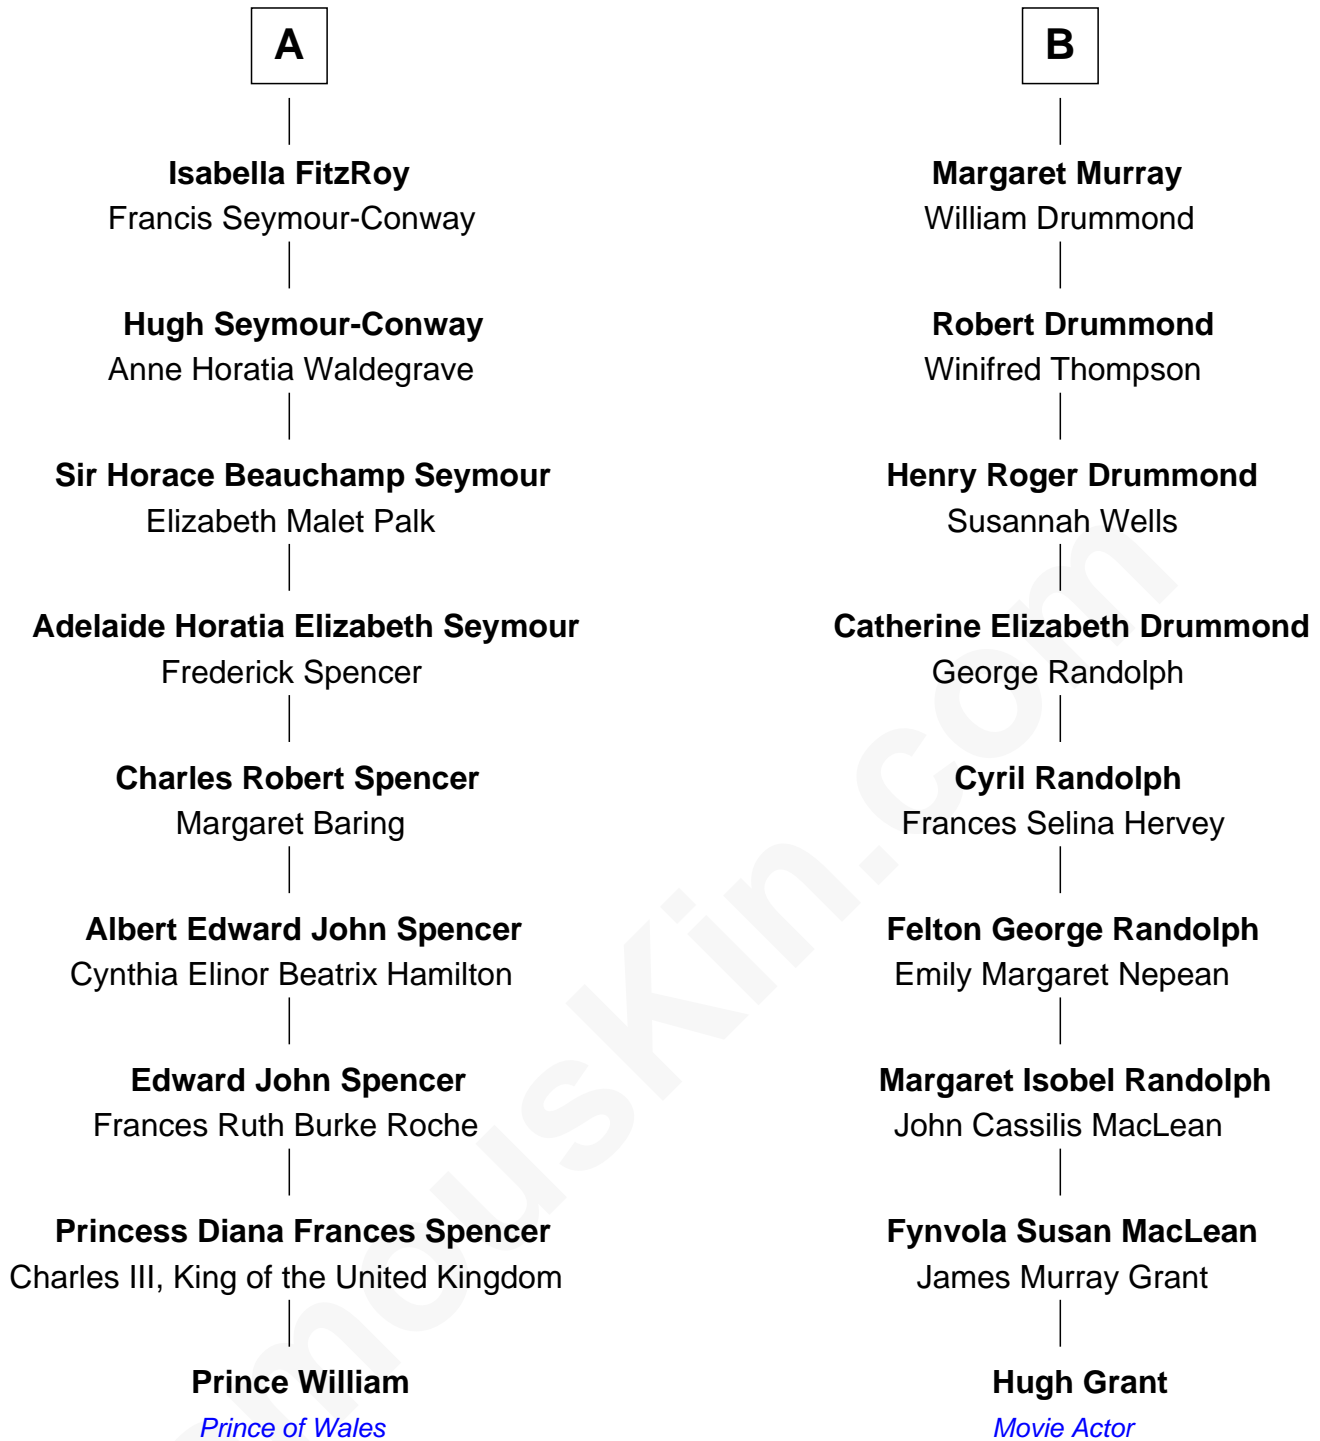 A
Isabella FitzRoy
Francis Seymour-Conway
Hugh Seymour-Conway
Anne Horatia Waldegrave
Sir Horace Beauchamp Seymour
Elizabeth Malet Palk
Adelaide Horatia Elizabeth Seymour
Frederick Spencer
Charles Robert Spencer
Margaret Baring
Albert Edward John Spencer
Cynthia Elinor Beatrix Hamilton
Edward John Spencer
Frances Ruth Burke Roche
Princess Diana Frances Spencer
Charles III, King of the United Kingdom
Prince William
Prince of Wales
B
Margaret Murray
William Drummond
Robert Drummond
Winifred Thompson
Henry Roger Drummond
Susannah Wells
Catherine Elizabeth Drummond
George Randolph
Cyril Randolph
Frances Selina Hervey
Felton George Randolph
Emily Margaret Nepean
Margaret Isobel Randolph
John Cassilis MacLean
Fynvola Susan MacLean
James Murray Grant
Hugh Grant
Movie Actor
mousKin.com